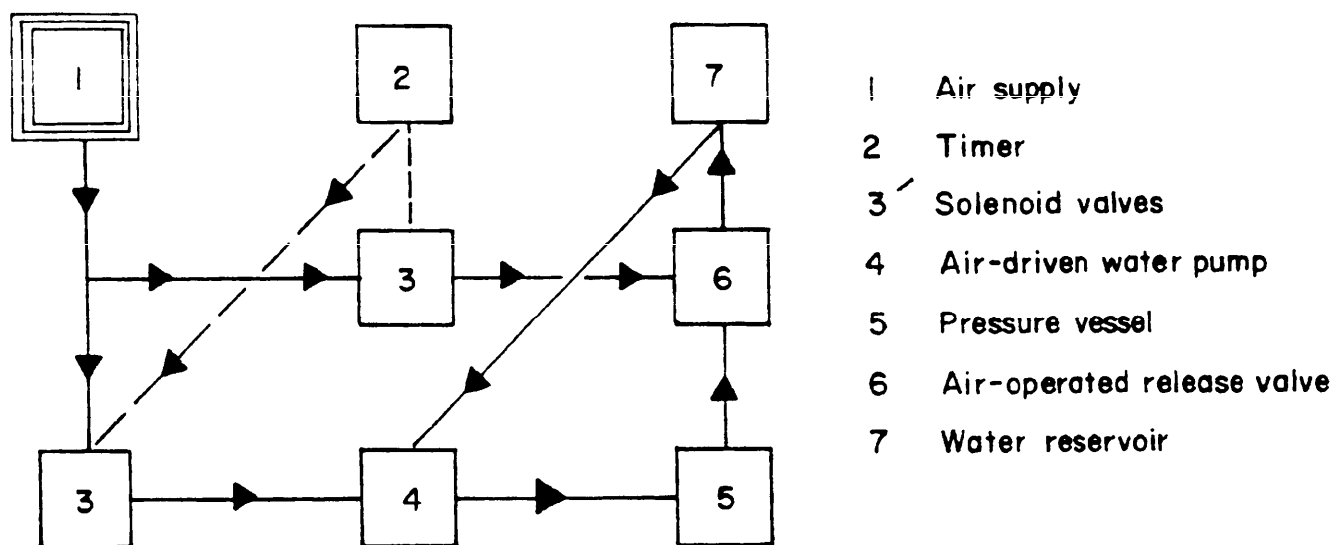 1 2 7
3 6
3 4 5
1 Air supply
2 Timer
3 Solenoid valves
4 Air-driven water pump
5 Pressure vessel
6 Air-operated release valve
7 Water reservoir